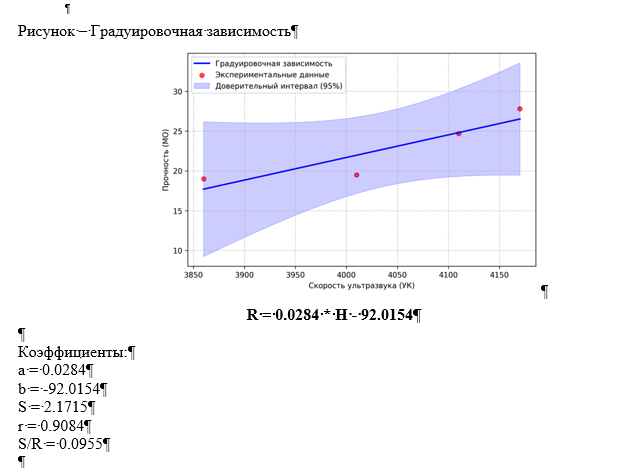 ¶
Рисунок·–·Градуировочная·зависимость¶
Градуировочная зависимость
Экспериментальные данные
Доверительный интервал (95%)
30
25
20
15
10
Прочность (МО)
3850 3900 3950 4000 4050 4100 4150
Скорость ультразвука (УК)
¶
R·=·0.0284·*·H·-·92.0154¶
¶
Коэффициенты:¶
a·=·0.0284¶
b·=·-92.0154¶
S·=·2.1715¶
r·=·0.9084¶
S/R·=·0.0955¶
¶